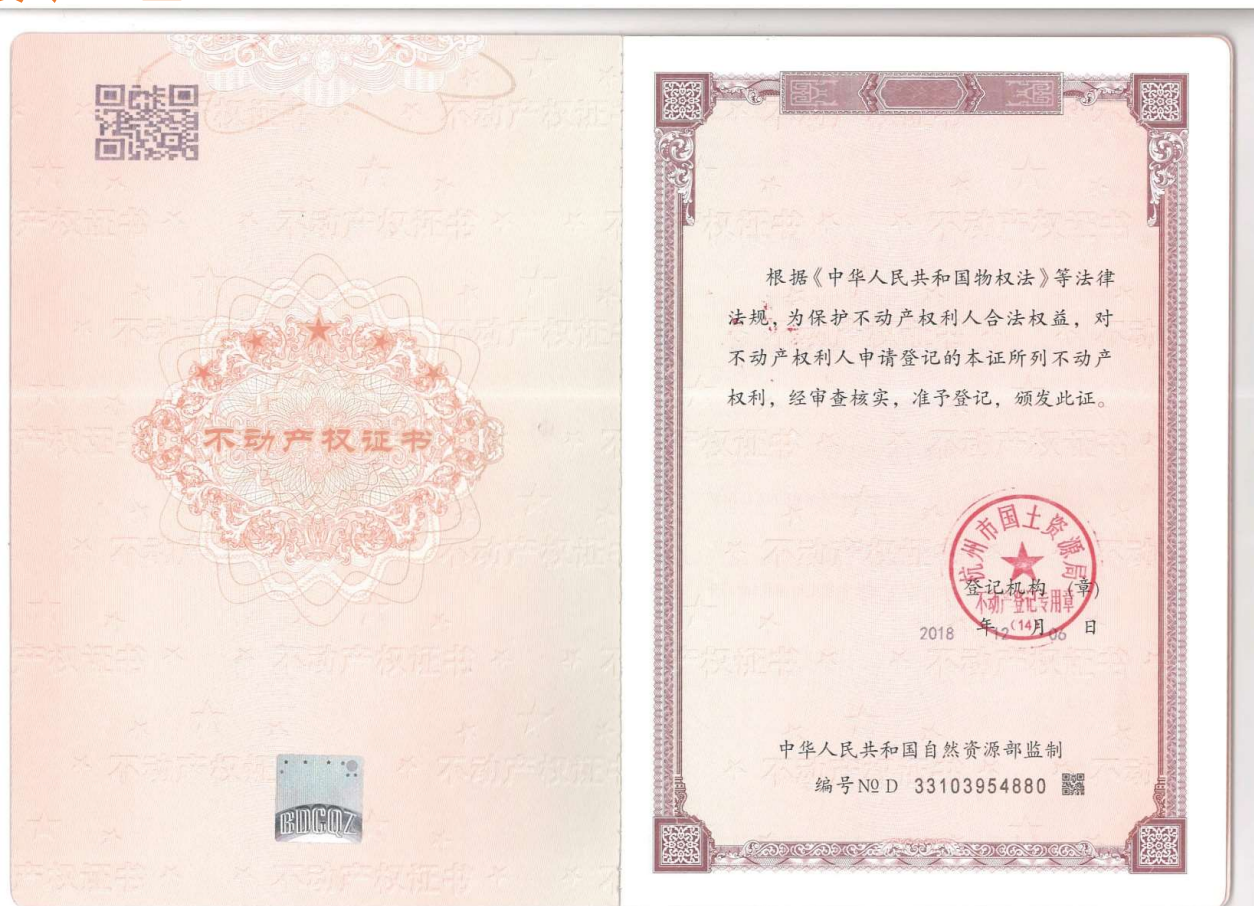 不动产权证书
BDCQZ
根据《中华人民共和国物权法》等法律
法规，为保护不动产权利人合法权益，对
不动产权利人申请登记的本证所列不动产
权利，经审查核实，准予登记，颁发此证。
杭州市国土资源局
登记机构（章）
不动产登记专用章
(14)
2018 年 12 月 06 日
中华人民共和国自然资源部监制
编号 № D 33103954880